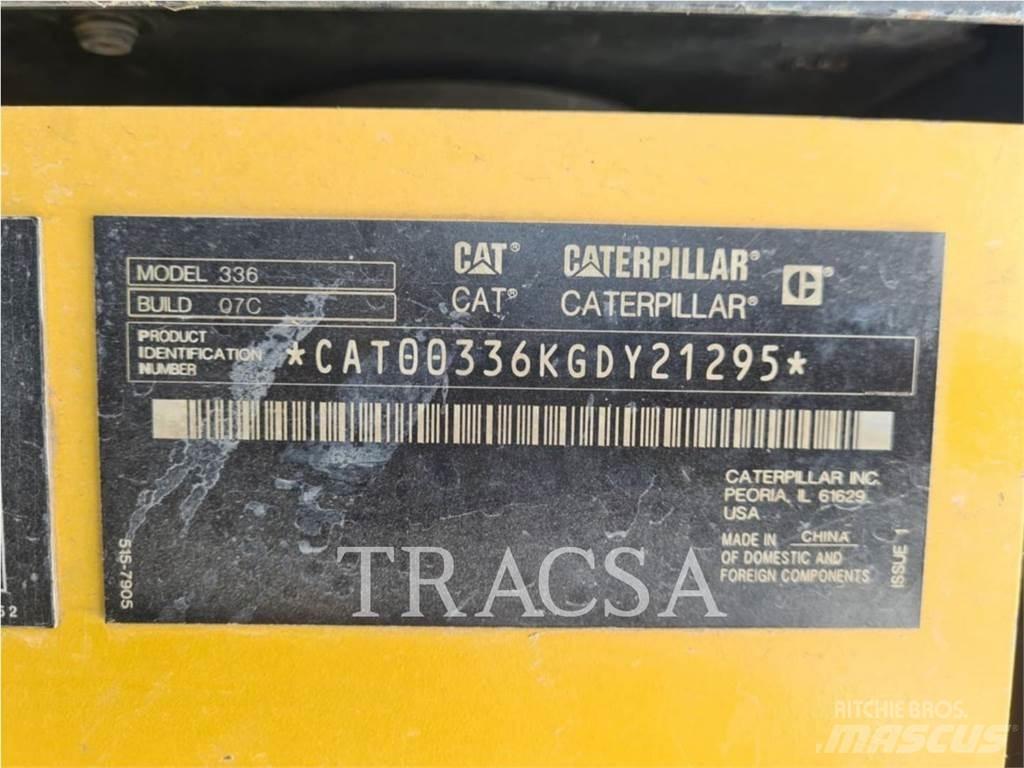 MODEL 336
BUILD 07C
CAT® CATERPILLAR®
CAT® CATERPILLAR®
PRODUCT
IDENTIFICATION
NUMBER
*CAT00336KGDY21295*
CATERPILLAR INC.
PEORIA, IL 61629
USA
MADE IN CHINA
OF DOMESTIC AND
FOREIGN COMPONENTS
ISSUE 1
515-7905
TRACSA
RITCHIE BROS.
MASCUS